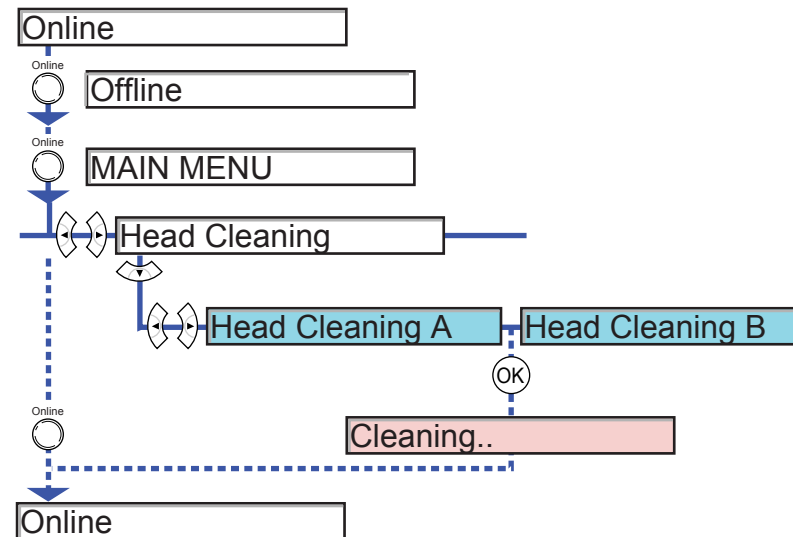 Online
Online
Offline
Online
MAIN MENU
Head Cleaning
Head Cleaning A
Head Cleaning B
OK
Cleaning..
Online
Online